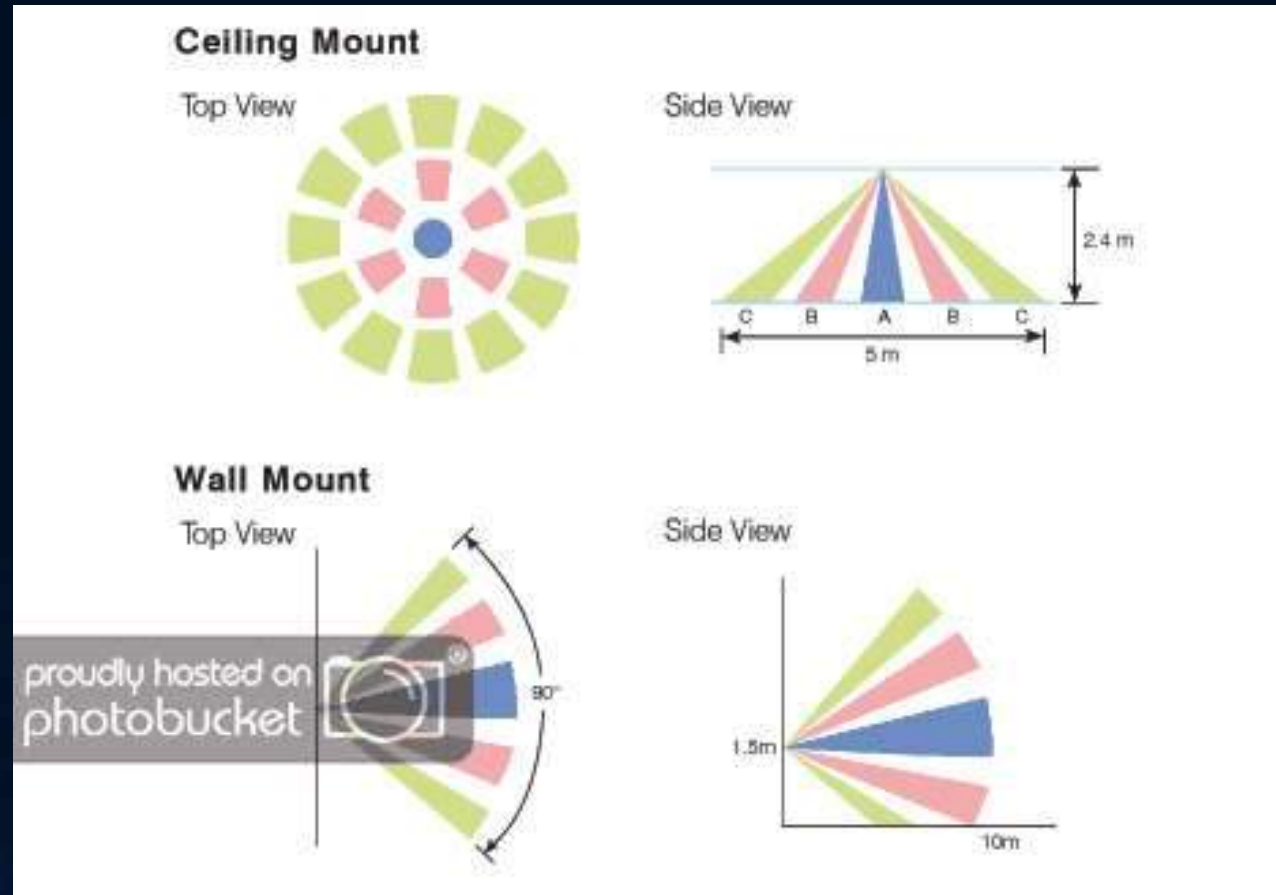 Ceiling Mount
Top View
Side View
2.4 m
C B A B C
5 m
Wall Mount
Top View
Side View
proudly hosted on
photobucket
®
90°
1.5m
10m